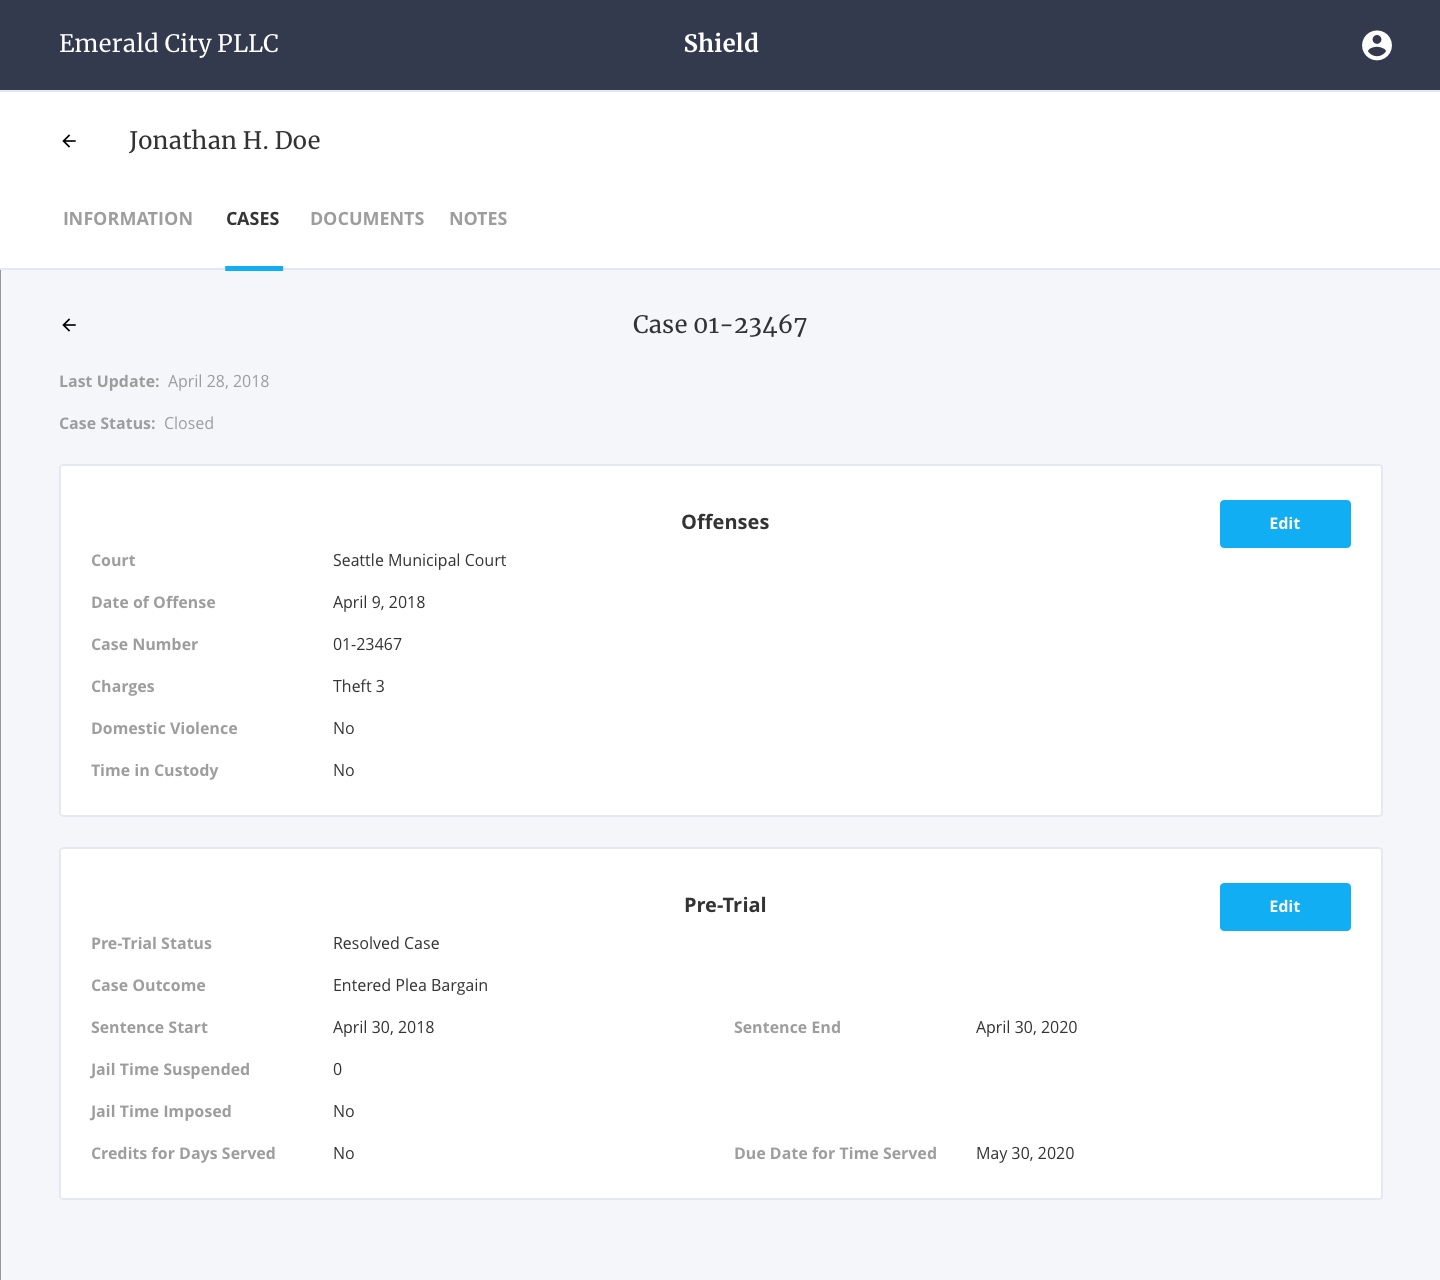 Emerald City PLLC Shield
Jonathan H. Doe
INFORMATION CASES DOCUMENTS NOTES
Case 01-23467
Last Update: April 28, 2018
Case Status: Closed
Offenses Edit
Court Seattle Municipal Court
Date of Offense April 9, 2018
Case Number 01-23467
Charges Theft 3
Domestic Violence No
Time in Custody No
Pre-Trial Edit
Pre-Trial Status Resolved Case
Case Outcome Entered Plea Bargain
Sentence Start April 30, 2018 Sentence End April 30, 2020
Jail Time Suspended 0
Jail Time Imposed No
Credits for Days Served No Due Date for Time Served May 30, 2020